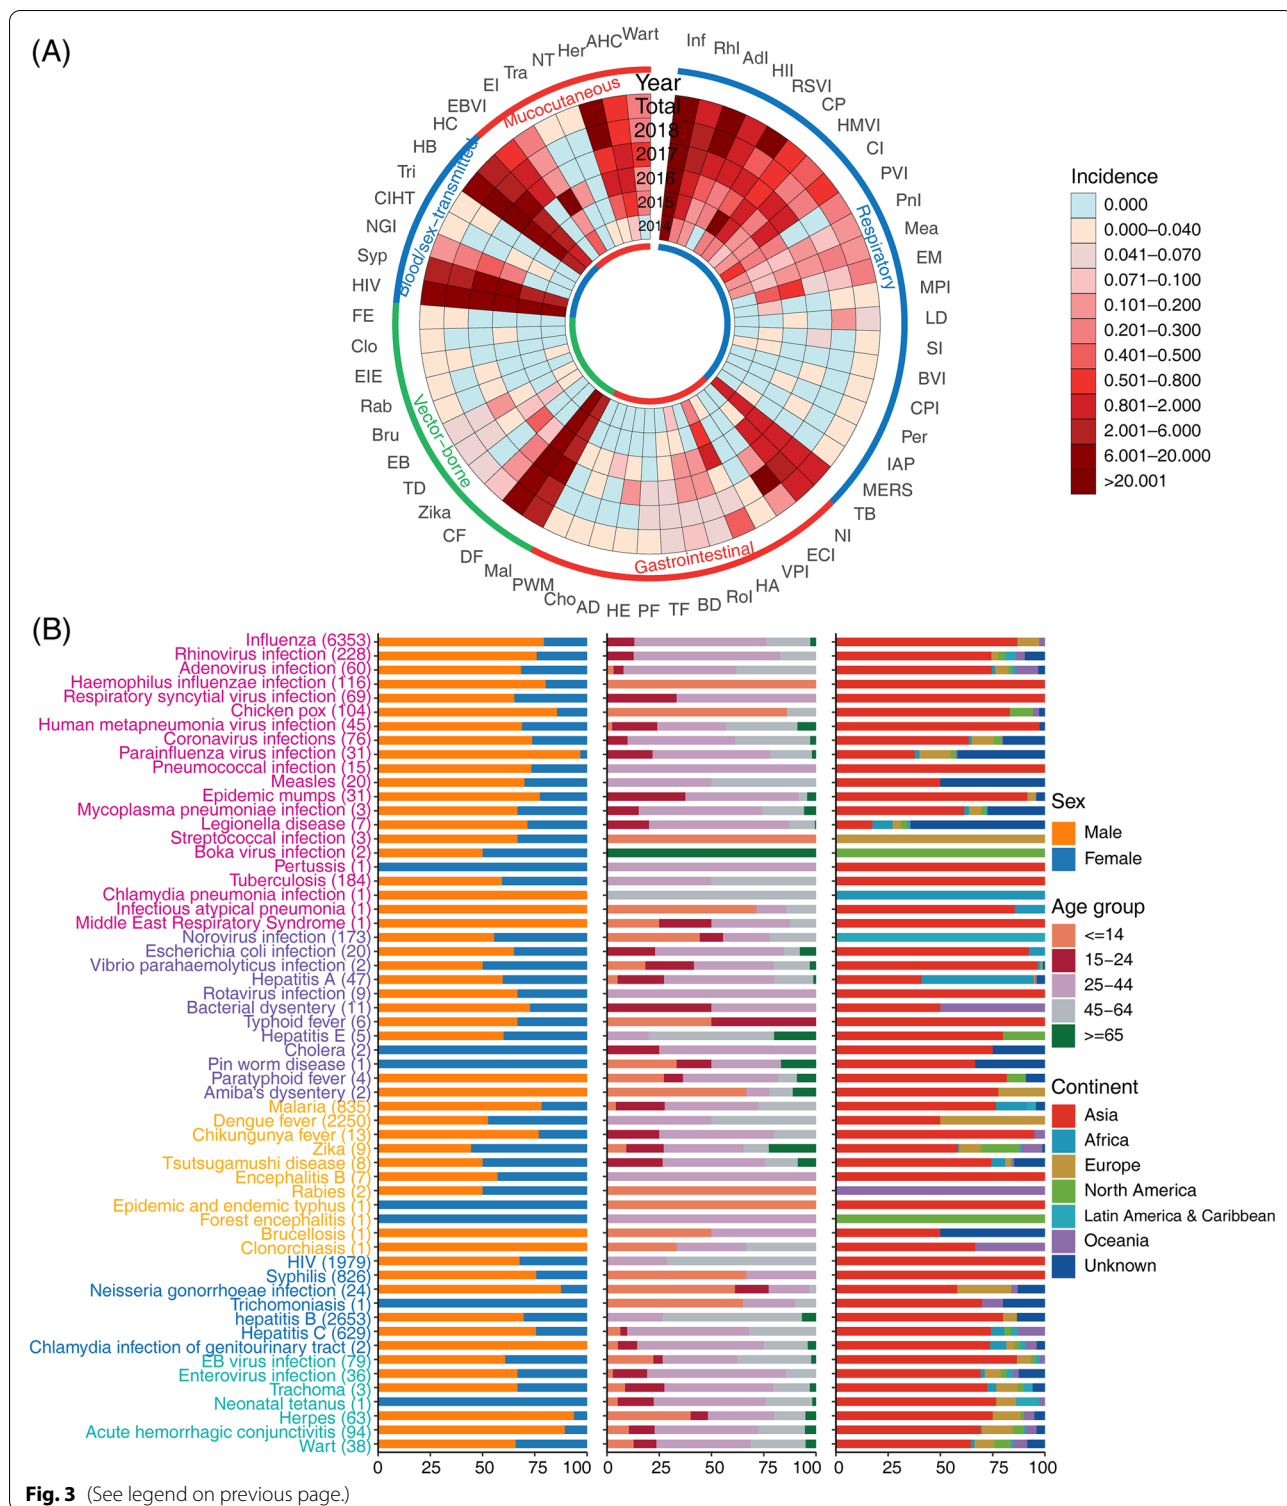 (A)
Wart
AHC
Her
NT
Tra
EI
EBVI
HC
HB
Tri
CIHT
NGI
Syp
HIV
FE
Clo
EIE
Rab
Bru
EB
TD
Zika
CF
DF
Mal
PWM
Cho
AD
HE
PF
TF
BD
RoI
HA
VPI
ECI
NI
TB
MERS
IAP
Per
CPI
BVI
SI
LD
MPI
EM
Mea
PnI
PVI
CI
HMVI
CP
RSVI
HII
AdI
RhI
Inf
Year
Total
2018
2017
2016
2015
2014
Mucocutaneous
Blood/sex−transmitted
Vector−borne
Gastrointestinal
Respiratory
Incidence
0.000
0.000−0.040
0.041−0.070
0.071−0.100
0.101−0.200
0.201−0.300
0.401−0.500
0.501−0.800
0.801−2.000
2.001−6.000
6.001−20.000
>20.001
(B)
Influenza (6353)
Rhinovirus infection (228)
Adenovirus infection (60)
Haemophilus influenzae infection (116)
Respiratory syncytial virus infection (69)
Chicken pox (104)
Human metapneumonia virus infection (45)
Coronavirus infections (76)
Parainfluenza virus infection (31)
Pneumococcal infection (15)
Measles (20)
Epidemic mumps (31)
Mycoplasma pneumoniae infection (3)
Legionella disease (7)
Streptococcal infection (3)
Boka virus infection (2)
Pertussis (1)
Tuberculosis (184)
Chlamydia pneumonia infection (1)
Infectious atypical pneumonia (1)
Middle East Respiratory Syndrome (1)
Norovirus infection (173)
Escherichia coli infection (20)
Vibrio parahaemolyticus infection (2)
Hepatitis A (47)
Rotavirus infection (9)
Bacterial dysentery (11)
Typhoid fever (6)
Hepatitis E (5)
Cholera (2)
Pin worm disease (1)
Paratyphoid fever (4)
Amiba's dysentery (2)
Malaria (835)
Dengue fever (2250)
Chikungunya fever (13)
Zika (9)
Tsutsugamushi disease (8)
Encephalitis B (7)
Rabies (2)
Epidemic and endemic typhus (1)
Forest encephalitis (1)
Brucellosis (1)
Clonorchiasis (1)
HIV (1979)
Syphilis (826)
Neisseria gonorrhoeae infection (24)
Trichomoniasis (1)
hepatitis B (2653)
Hepatitis C (629)
Chlamydia infection of genitourinary tract (2)
EB virus infection (79)
Enterovirus infection (36)
Trachoma (3)
Neonatal tetanus (1)
Herpes (63)
Acute hemorrhagic conjunctivitis (94)
Wart (38)
0 25 50 75 100 0 25 50 75 100 0 25 50 75 100
Sex
Male
Female
Age group
<=14
15−24
25−44
45−64
>=65
Continent
Asia
Africa
Europe
North America
Latin America & Caribbean
Oceania
Unknown
Fig. 3 (See legend on previous page.)